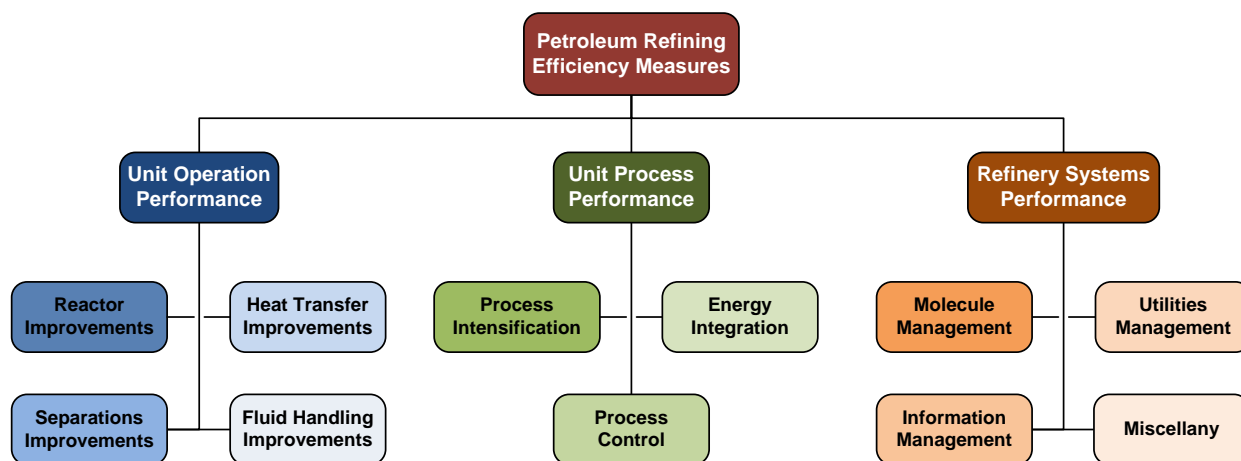 Petroleum Refining
Efficiency Measures
Unit Operation
Performance
Unit Process
Performance
Refinery Systems
Performance
Reactor
Improvements
Heat Transfer
Improvements
Process
Intensification
Energy
Integration
Molecule
Management
Utilities
Management
Separations
Improvements
Fluid Handling
Improvements
Process
Control
Information
Management
Miscellany